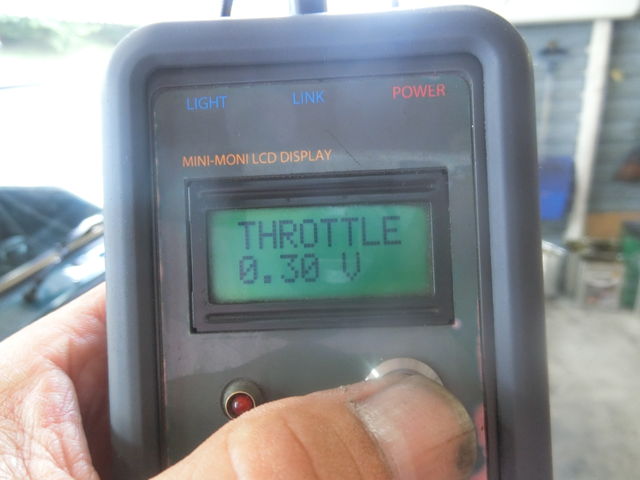 LIGHT LINK POWER
MINI-MONI LCD DISPLAY
THROTTLE
0.30 V